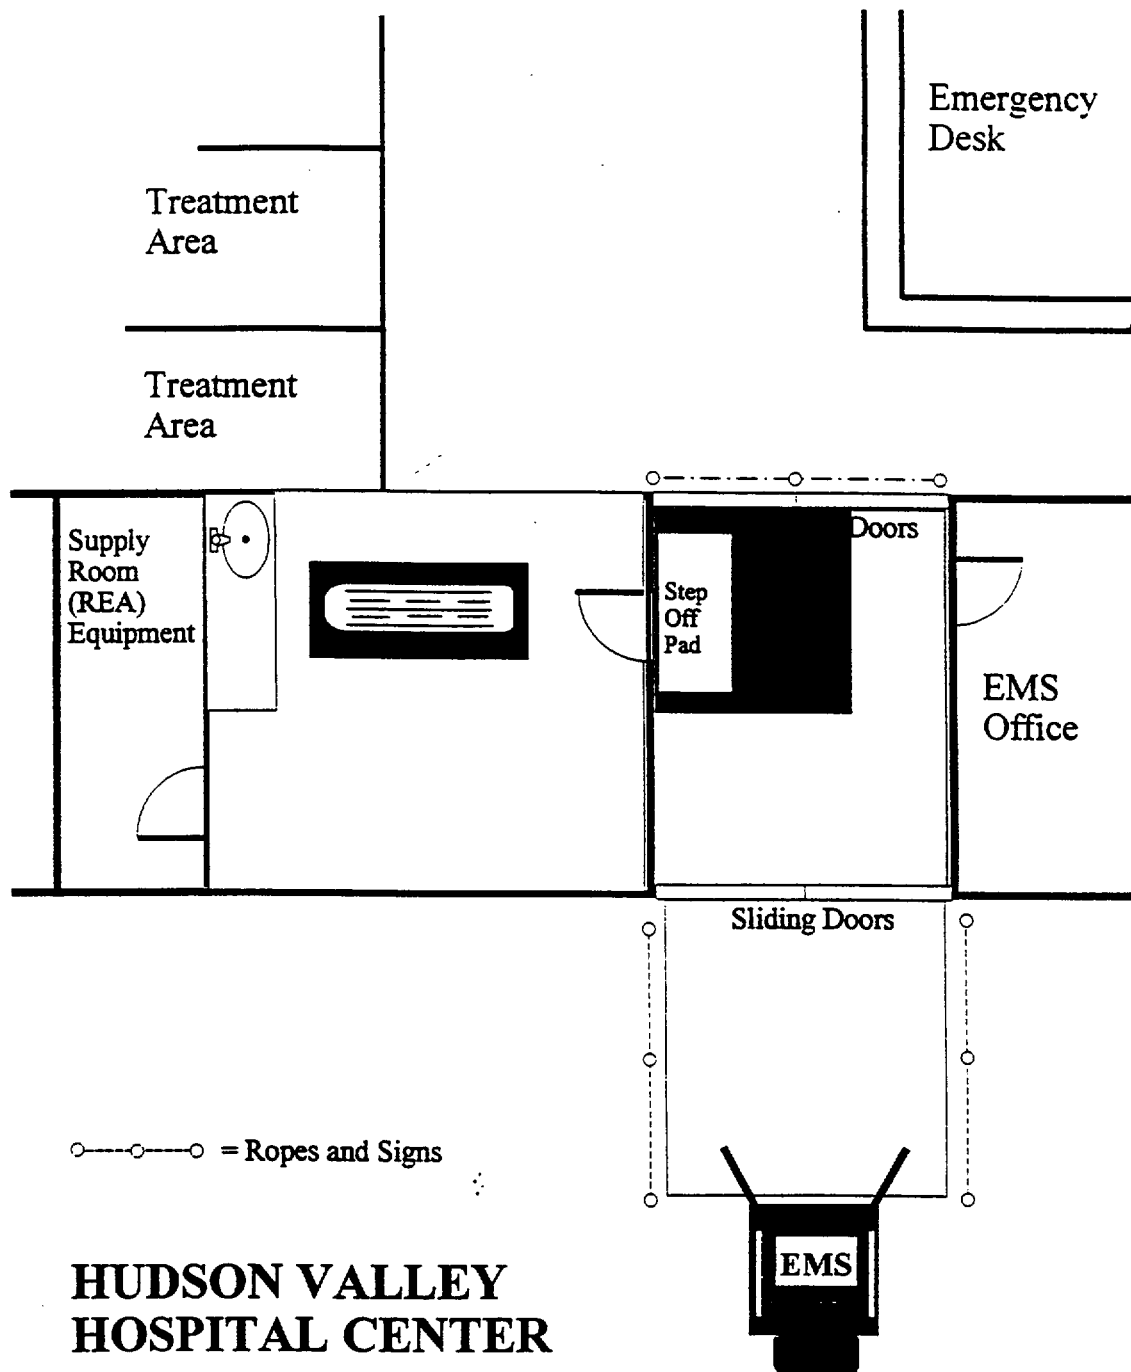 Emergency
Desk
Treatment
Area
Treatment
Area
Supply
Room
(REA)
Equipment
Doors
Step
Off
Pad
EMS
Office
Sliding Doors
= Ropes and Signs
EMS
HUDSON VALLEY
HOSPITAL CENTER